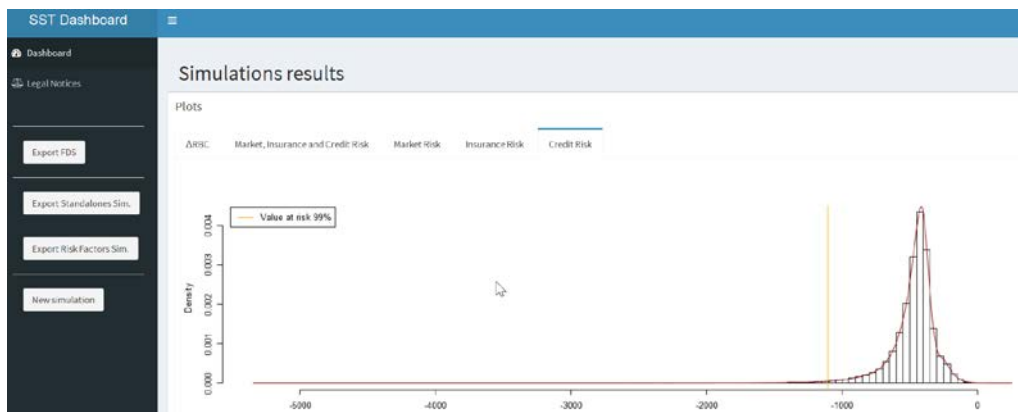 SST Dashboard
Dashboard
Legal Notices
Export FDS
Export Standalones Sim.
Export Risk Factors Sim.
New simulation
Simulations results
Plots
ΔRBC
Market, Insurance and Credit Risk
Market Risk
Insurance Risk
Credit Risk
Value at risk 99%
Density
0.004
0.003
0.002
0.001
0.000
-5000
-4000
-3000
-2000
-1000
0